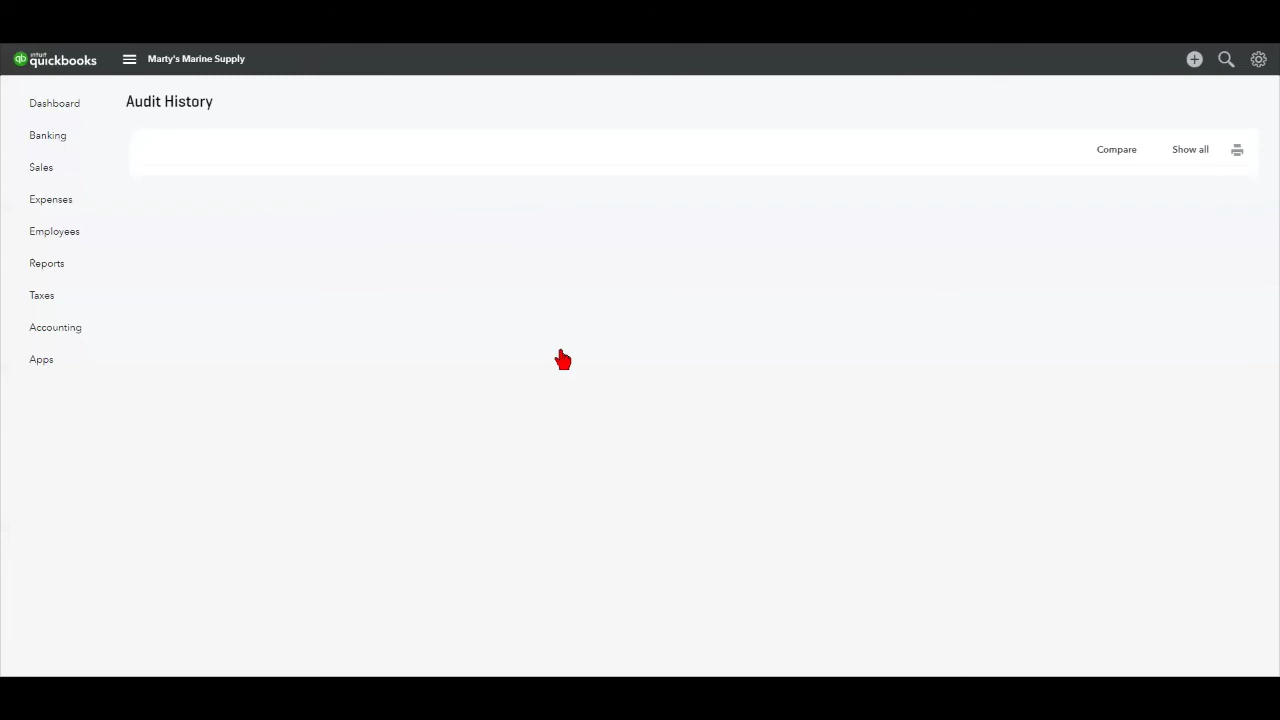 intuit
qb quickbooks
Marty's Marine Supply
Dashboard
Audit History
Banking
Compare
Show all
Sales
Expenses
Employees
Reports
Taxes
Accounting
Apps